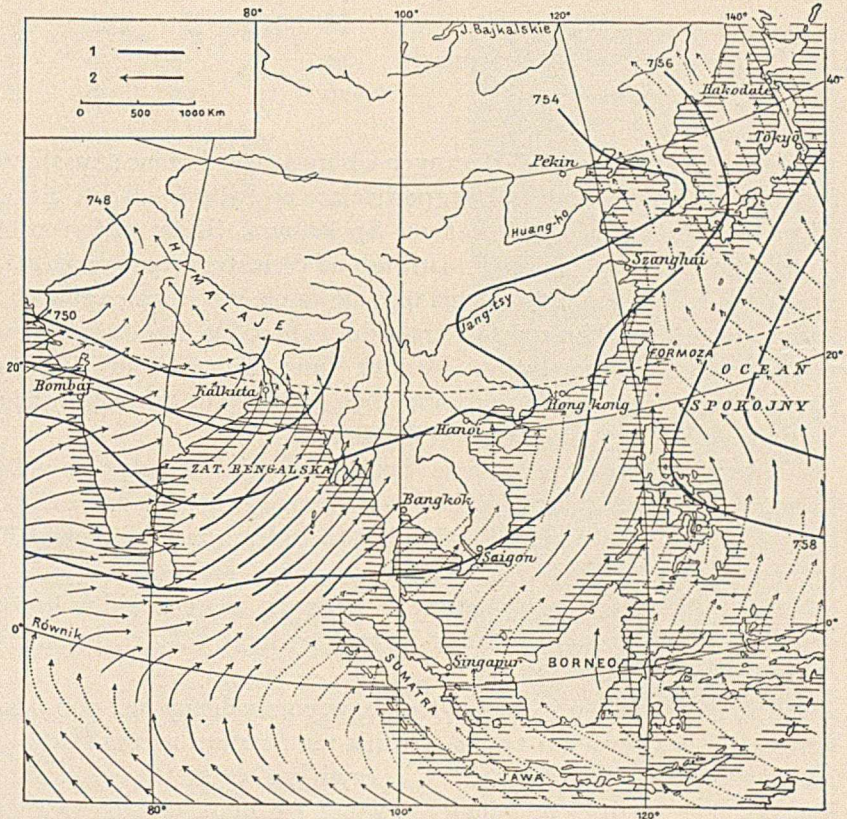 80°
100°
120°
140°
1
2
0 500 1000 Km
J. Bajkalskie
756
754
Hakodate
40°
Tōkyō
Pekin
748
Huang-ho
HIMALAJE
Szanghai
750
Jang-tsy
20°
FORMOZA
20°
OCEAN
SPOKOJNY
Bombaj
Kalkuta
Hong kong
Hanoi
ZAT. BENGALSKA
Bangkok
Saigon
758
0°
Równik
0°
Singapur
BORNEO
SUMATRA
JAWA
80°
100°
120°